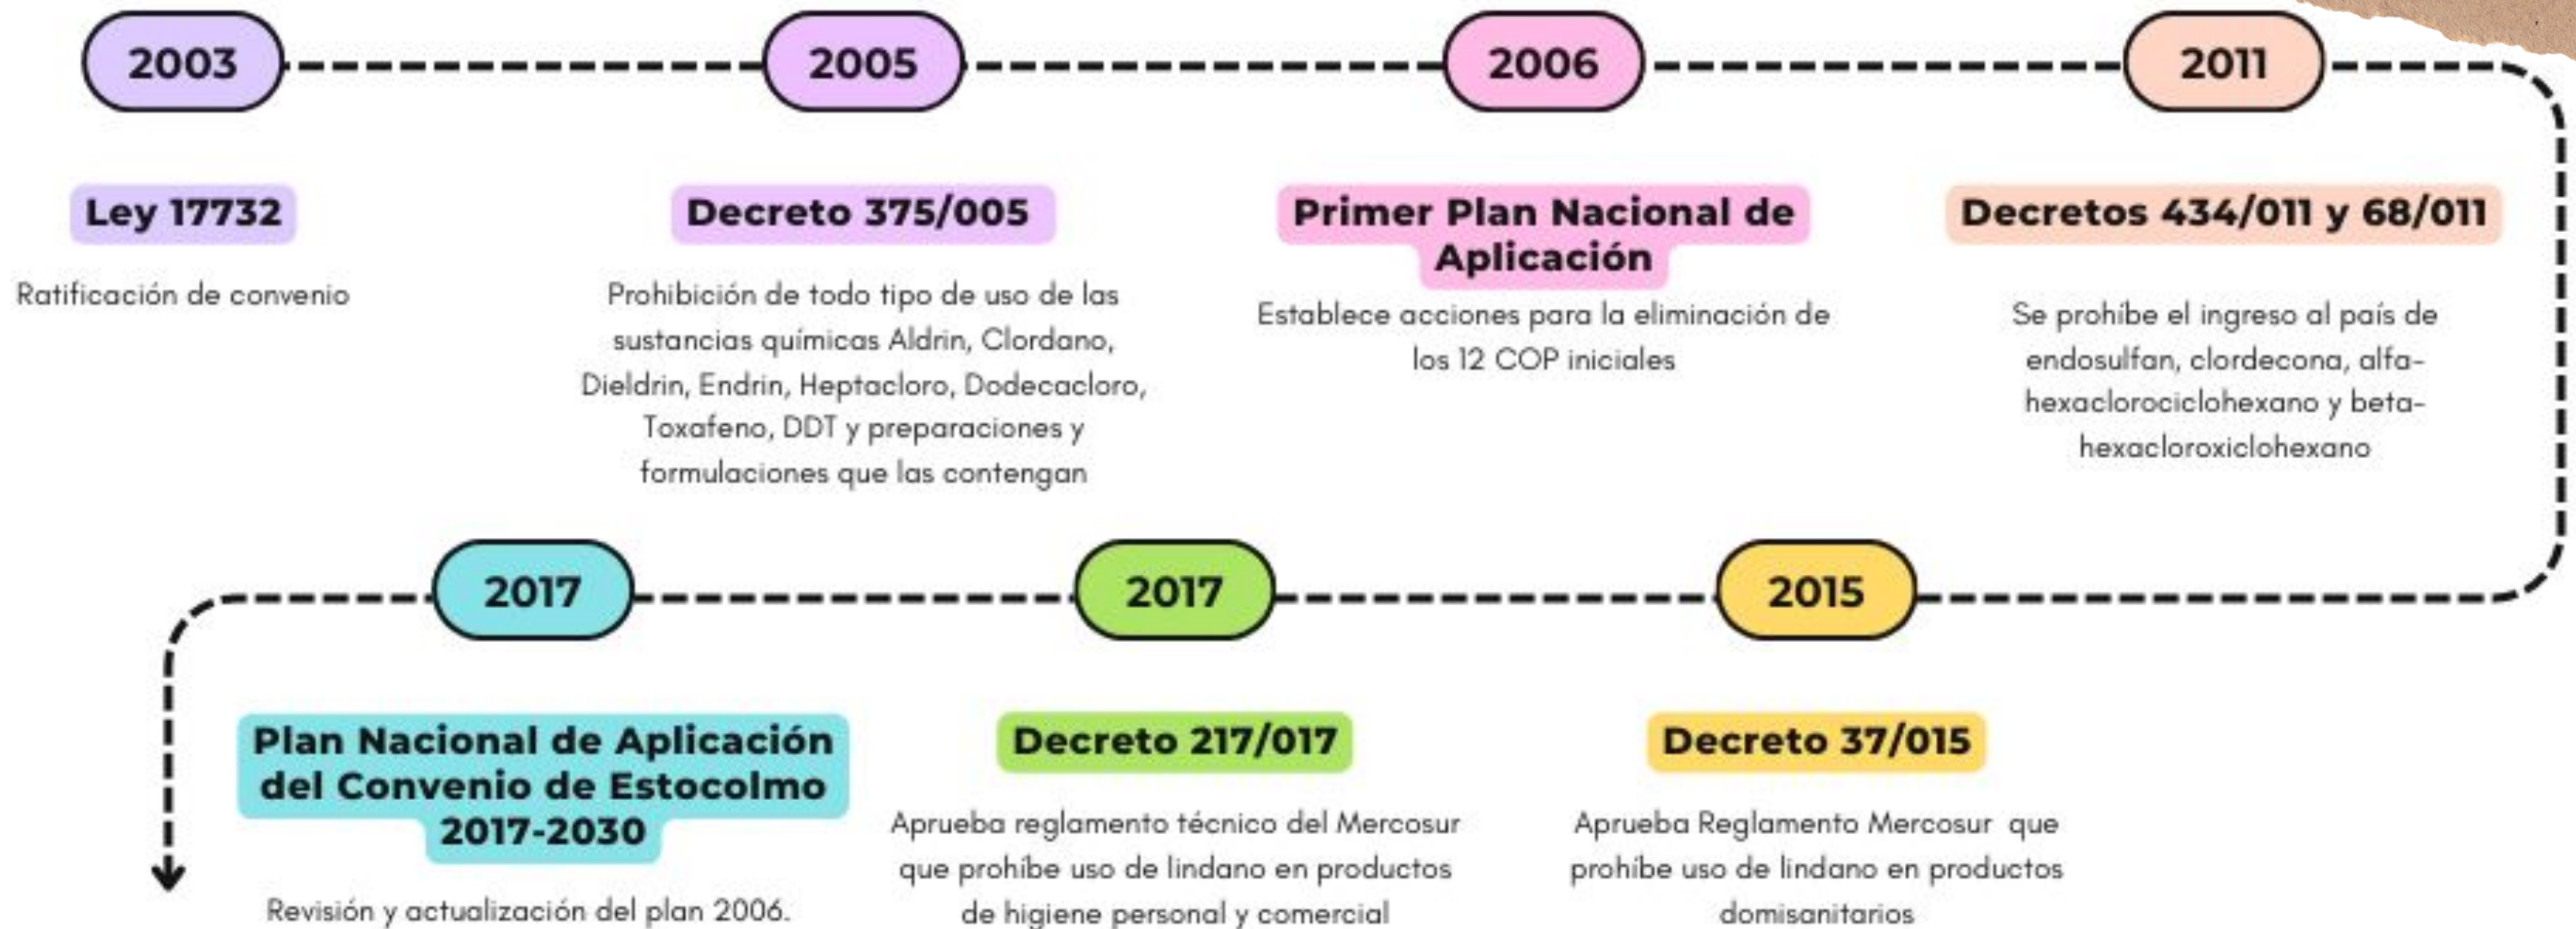 2003
Ley 17732
Ratificación de convenio
2005
Decreto 375/005
Prohibición de todo tipo de uso de las
sustancias químicas Aldrin, Clordano,
Dieldrin, Endrin, Heptacloro, Dodecacloro,
Toxafeno, DDT y preparaciones y
formulaciones que las contengan
2006
Primer Plan Nacional de
Aplicación
Establece acciones para la eliminación de
los 12 COP iniciales
2011
Decretos 434/011 y 68/011
Se prohíbe el ingreso al país de
endosulfan, clordecona, alfa-
hexaclorociclohexano y beta-
hexacloroxiclohexano
2015
Decreto 37/015
Aprueba Reglamento Mercosur que
prohíbe uso de lindano en productos
domisanitarios
2017
Decreto 217/017
Aprueba reglamento técnico del Mercosur
que prohíbe uso de lindano en productos
de higiene personal y comercial
2017
Plan Nacional de Aplicación
del Convenio de Estocolmo
2017-2030
Revisión y actualización del plan 2006.